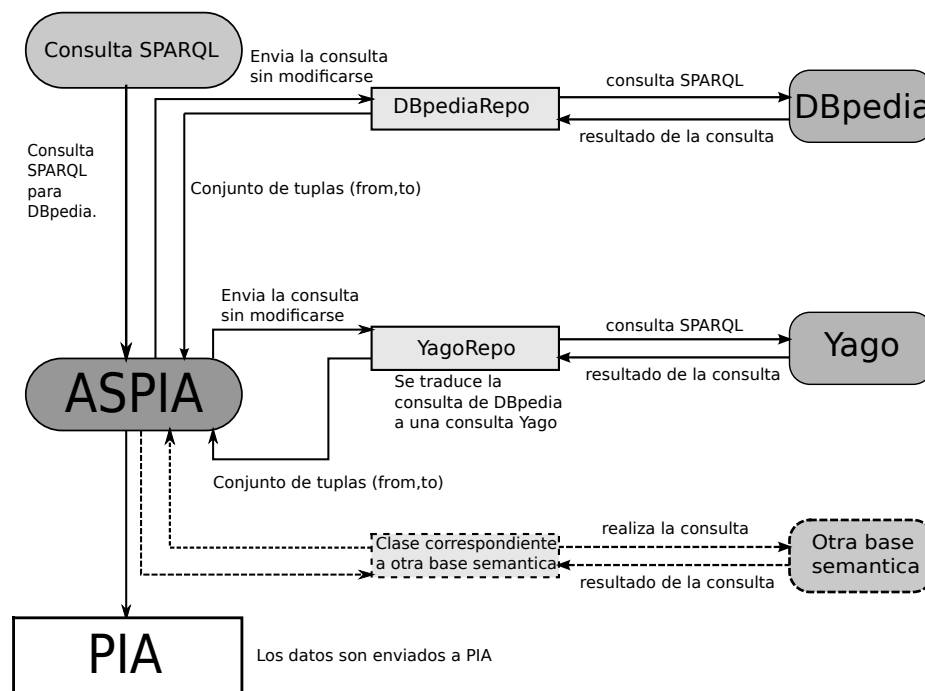 Consulta SPARQL
Envia la consulta
sin modificarse
consulta SPARQL
DBpediaRepo
DBpedia
resultado de la consulta
Consulta
SPARQL
para
DBpedia.
Conjunto de tuplas (from,to)
Envia la consulta
sin modificarse
consulta SPARQL
YagoRepo
Yago
resultado de la consulta
Se traduce la
consulta de DBpedia
a una consulta Yago
ASPIA
Conjunto de tuplas (from,to)
realiza la consulta
Clase correspondiente
a otra base semantica
Otra base
semantica
resultado de la consulta
PIA
Los datos son enviados a PIA